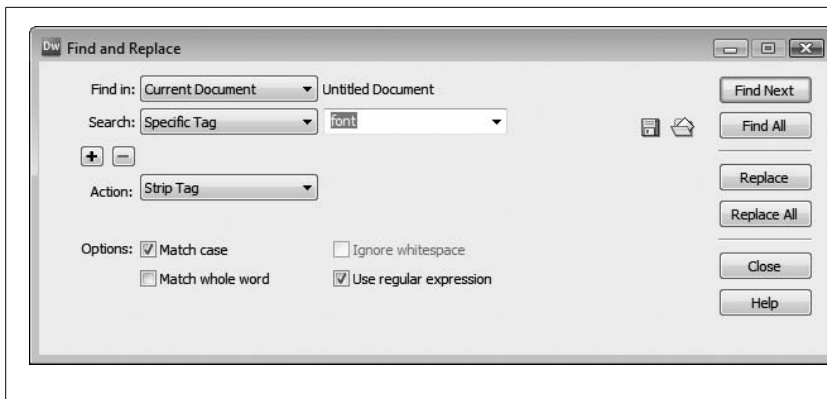 Dw Find and Replace
Find in: Current Document Untitled Document
Search: Specific Tag font
Action: Strip Tag
Options: Match case Ignore whitespace
Match whole word Use regular expression
Find Next
Find All
Replace
Replace All
Close
Help